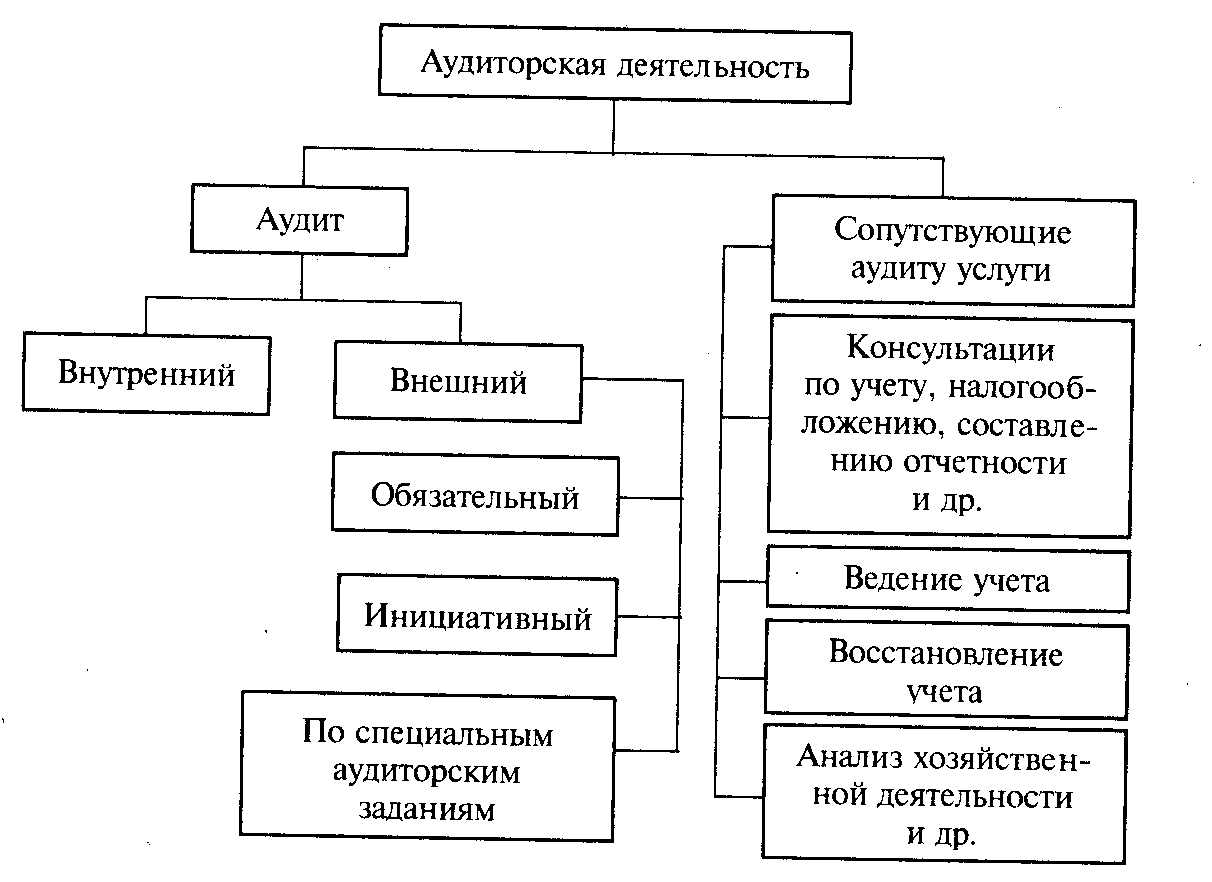 Аудиторская деятельность
Аудит
Внутренний
Внешний
Обязательный
Инициативный
По специальным
аудиторским
заданиям
Сопутствующие
аудиту услуги
Консультации
по учету, налогооб-
ложению, составле-
нию отчетности
и др.
Ведение учета
Восстановление
учета
Анализ хозяйствен-
ной деятельности
и др.